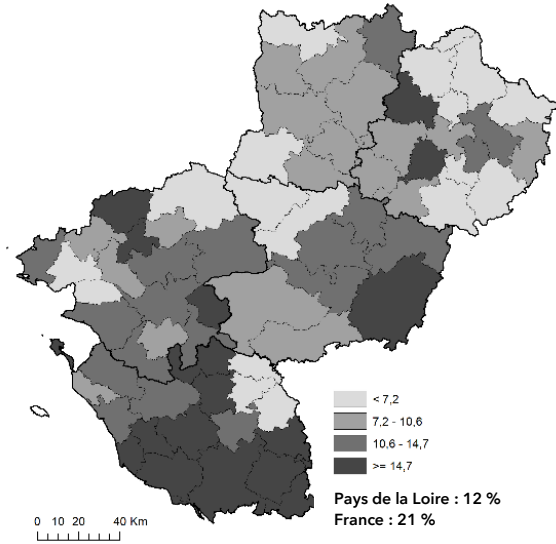 < 7,2
7,2 - 10,6
10,6 - 14,7
>= 14,7
Pays de la Loire : 12 %
France : 21 %
0 10 20 40 Km